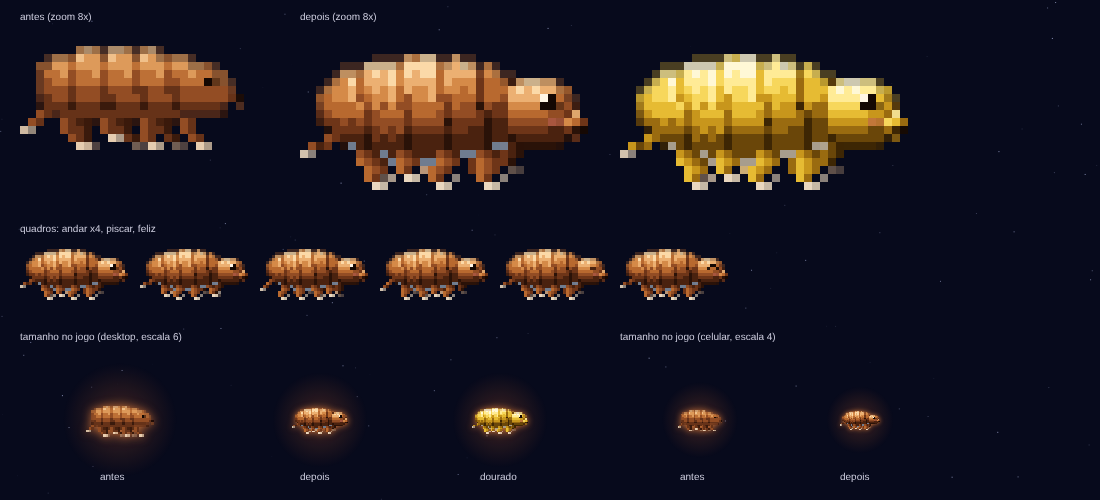 antes (zoom 8x)
depois (zoom 8x)
quadros: andar x4, piscar, feliz
tamanho no jogo (desktop, escala 6)
tamanho no jogo (celular, escala 4)
antes
depois
dourado
antes
depois